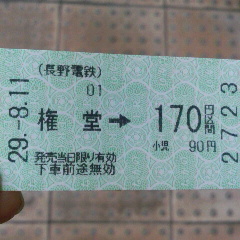 (長野電鉄)
01
29.-8.11
権堂→170円区間
小児 90円
発売当日限り有効
下車前途無効
2723